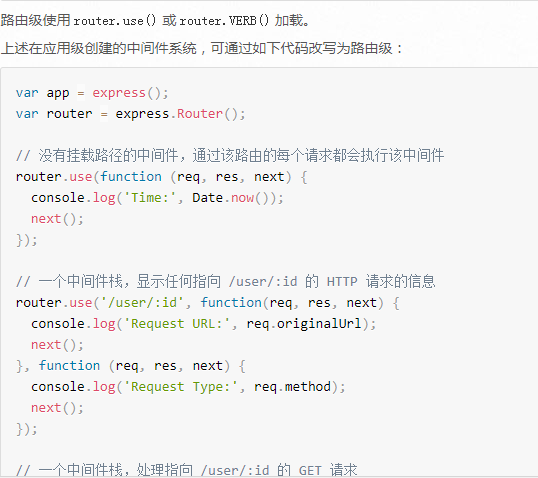 路由级使用 router.use() 或 router.VERB() 加载。
上述在应用级创建的中间件系统，可通过如下代码改写为路由级：
var app = express();
var router = express.Router();
// 没有挂载路径的中间件，通过该路由的每个请求都会执行该中间件
router.use(function (req, res, next) {
  console.log('Time:', Date.now());
  next();
});
// 一个中间件栈，显示任何指向 /user/:id 的 HTTP 请求的信息
router.use('/user/:id', function(req, res, next) {
  console.log('Request URL:', req.originalUrl);
  next();
}, function (req, res, next) {
  console.log('Request Type:', req.method);
  next();
});
// 一个中间件栈，处理指向 /user/:id 的 GET 请求